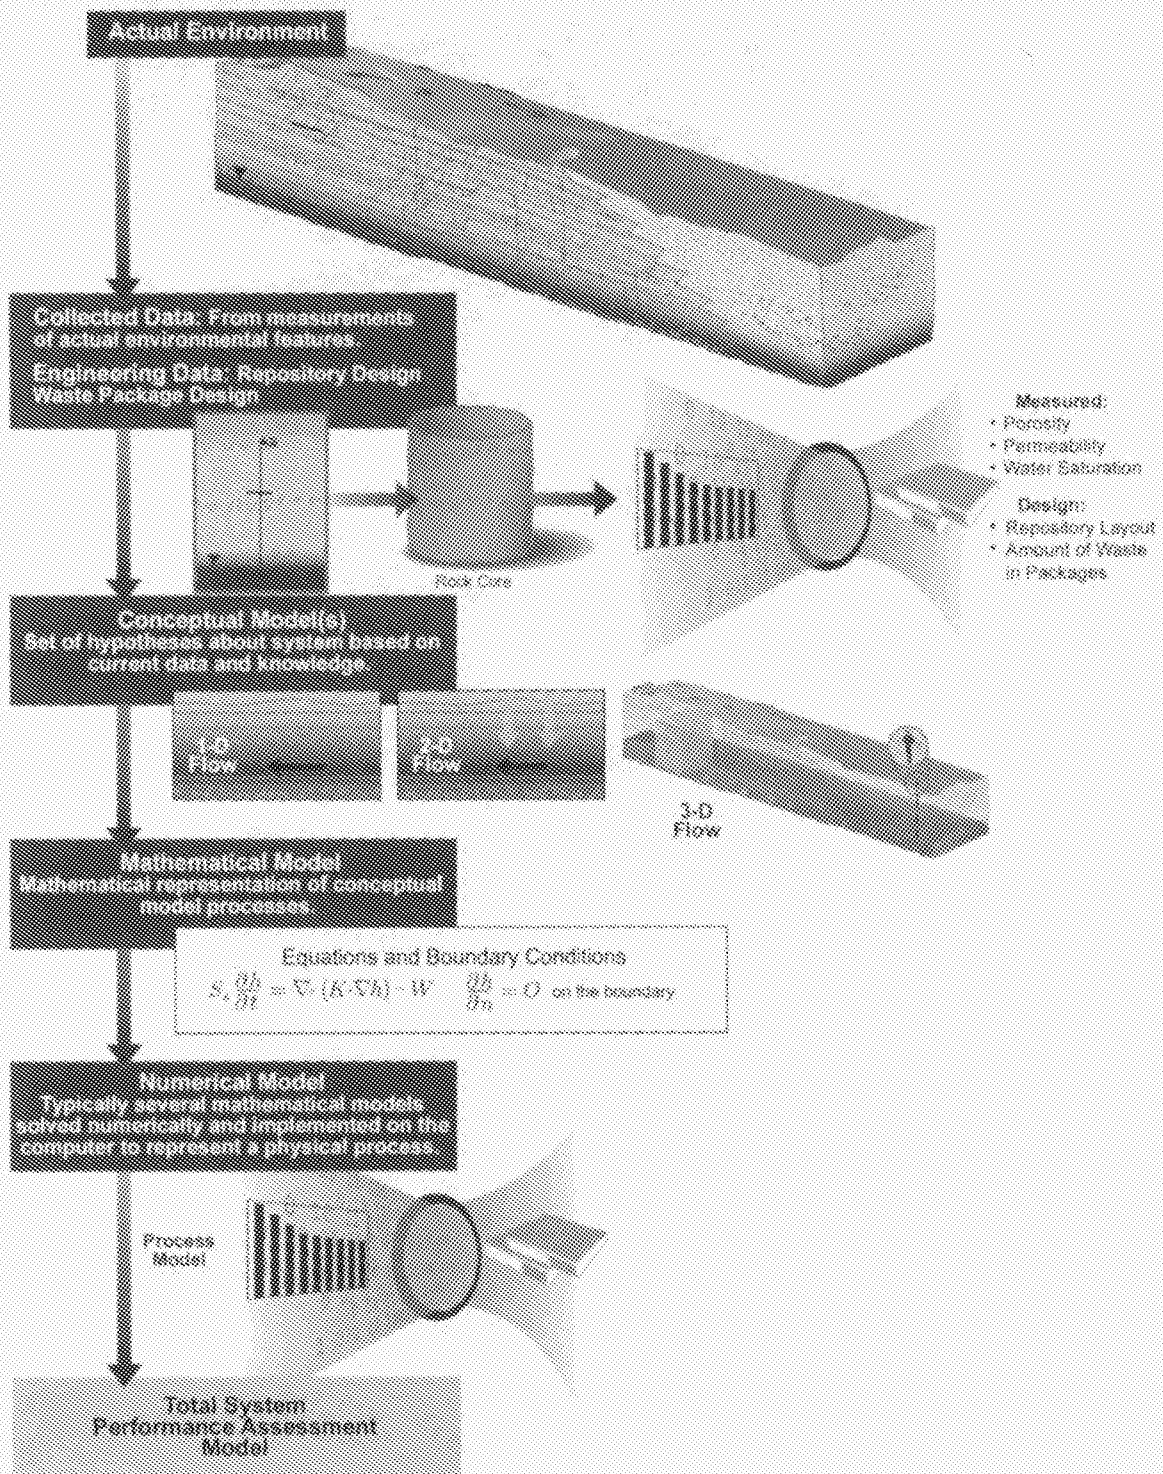 Actual Environment
Collected Data: From measurements
of actual environmental features.
Engineering Data: Repository Design
Waste Package Design
Measured:
• Porosity
• Permeability
• Water Saturation
Design:
• Repository Layout
• Amount of Waste
in Packages
Rock Core
Conceptual Model(s)
Set of hypotheses about system based on
current data and knowledge.
1-D
Flow
2-D
Flow
3-D
Flow
Mathematical Model
Mathematical representation of conceptual
model processes.
Equations and Boundary Conditions
Sₛ ∂h/∂t = ∇· (K·∇h) - W ∂h/∂n = O on the boundary
Numerical Model
Typically several mathematical models,
solved numerically and implemented on the
computer to represent a physical process.
Process
Model
Total System
Performance Assessment
Model